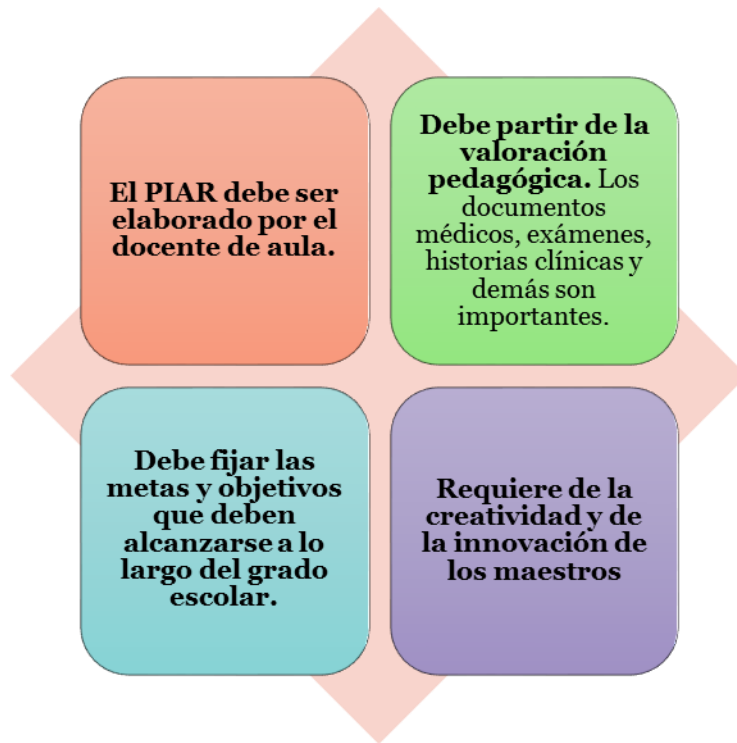 El PIAR debe ser
elaborado por el
docente de aula.
Debe partir de la
valoración
pedagógica. Los
documentos
médicos, exámenes,
historias clínicas y
demás son
importantes.
Debe fijar las
metas y objetivos
que deben
alcanzarse a lo
largo del grado
escolar.
Requiere de la
creatividad y de
la innovación de
los maestros